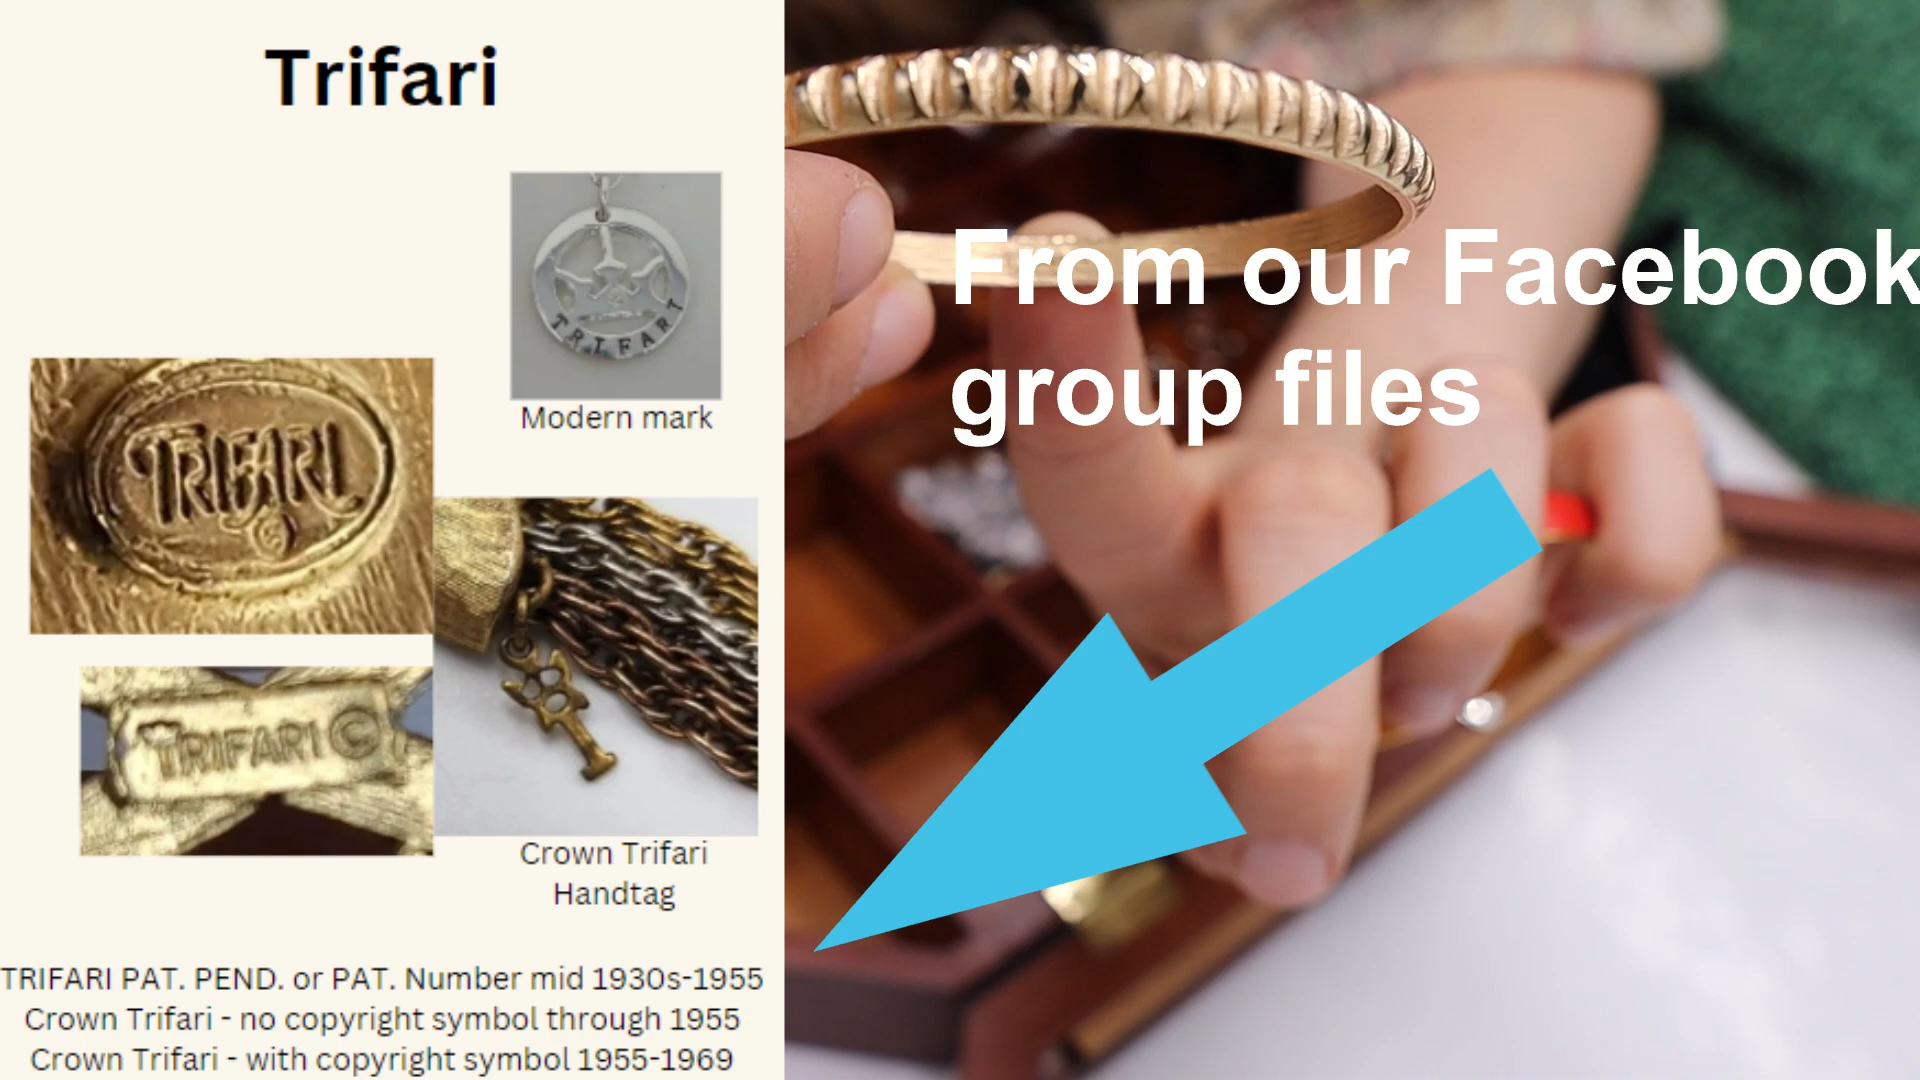 Trifari
TRIFARI
Modern mark
TRIFARI ©
TRIFARI ©
Crown Trifari
Handtag
TRIFARI PAT. PEND. or PAT. Number mid 1930s-1955
Crown Trifari - no copyright symbol through 1955
Crown Trifari - with copyright symbol 1955-1969
From our Facebook
group files